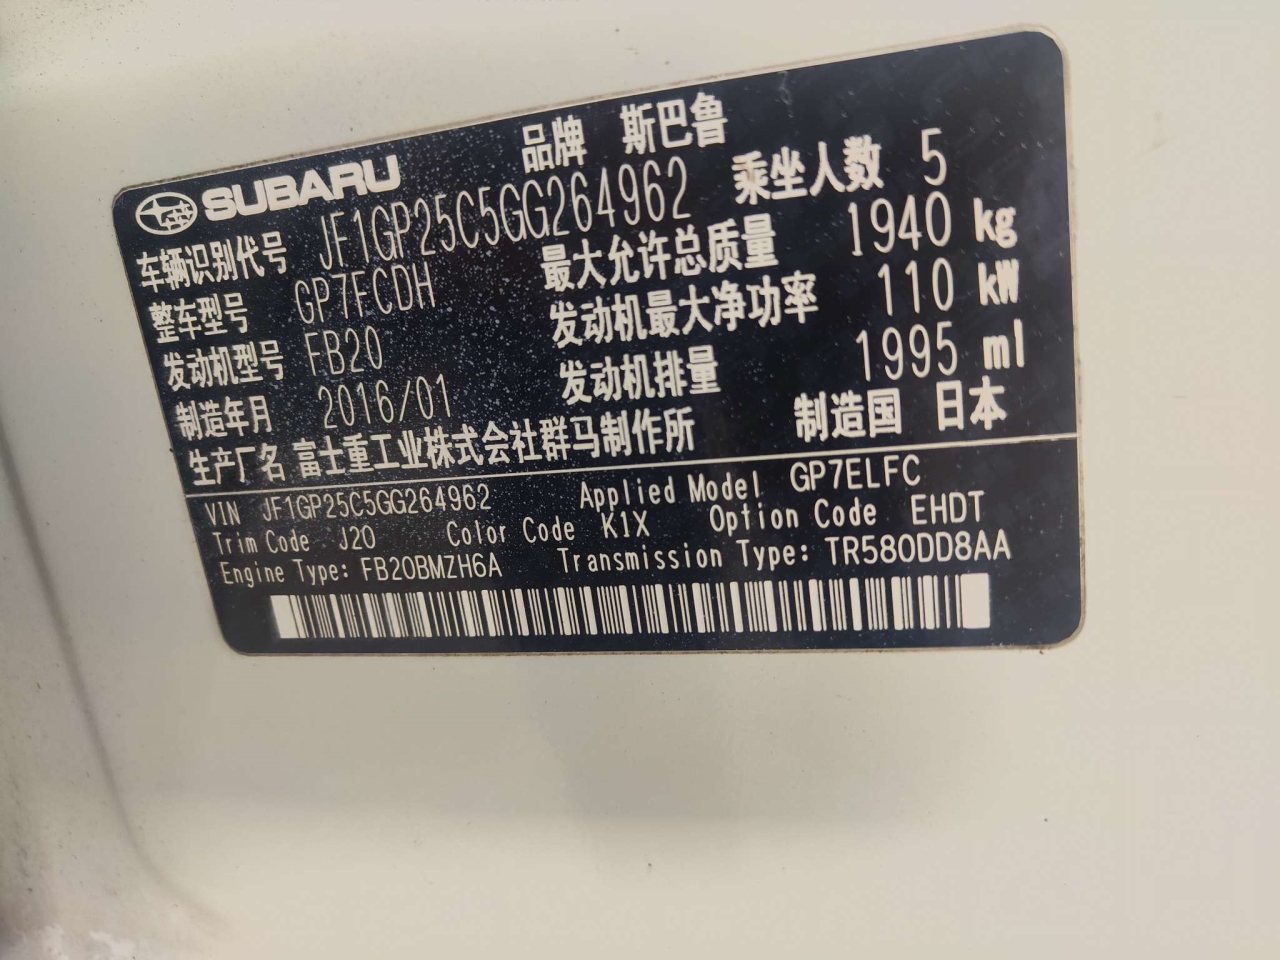 SUBARU 品牌 斯巴鲁
车辆识别代号 JF1GP25C5GG264962 乘坐人数 5
整车型号 GP7FCDH 最大允许总质量 1940 kg
发动机型号 FB20 发动机最大净功率 110 kW
制造年月 2016/01 发动机排量 1995 ml
生产厂名 富士重工业株式会社群马制作所 制造国 日本
VIN JF1GP25C5GG264962 Applied Model GP7ELFC
Trim Code J20 Color Code K1X Option Code EHDT
Engine Type: FB20BMZH6A Transmission Type: TR580DD8AA